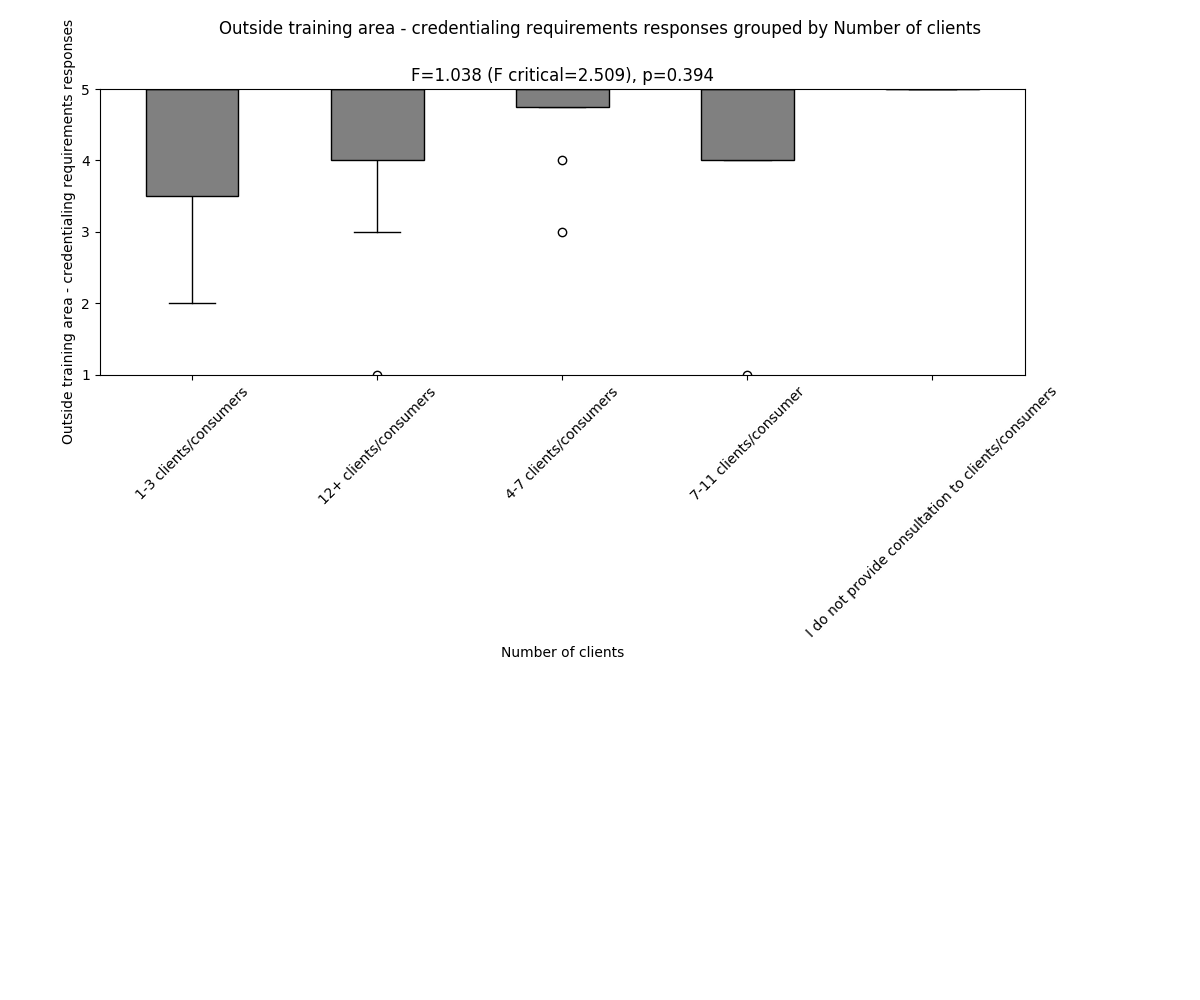 Outside training area - credentialing requirements responses grouped by Number of clients
F=1.038 (F critical=2.509), p=0.394
Outside training area - credentialing requirements responses
5
4
3
2
1
1-3 clients/consumers
12+ clients/consumers
4-7 clients/consumers
7-11 clients/consumer
I do not provide consultation to clients/consumers
Number of clients